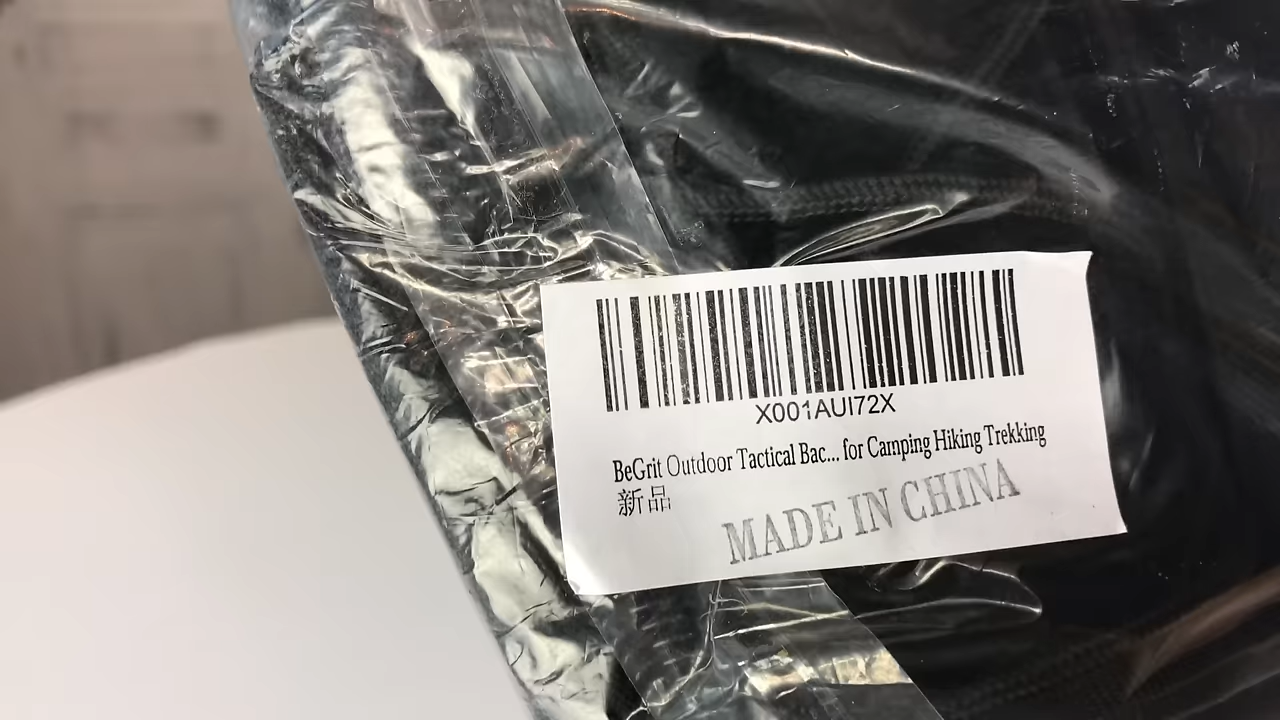 X001AUI72X
BeGrit Outdoor Tactical Bac... for Camping Hiking Trekking
新品
MADE IN CHINA